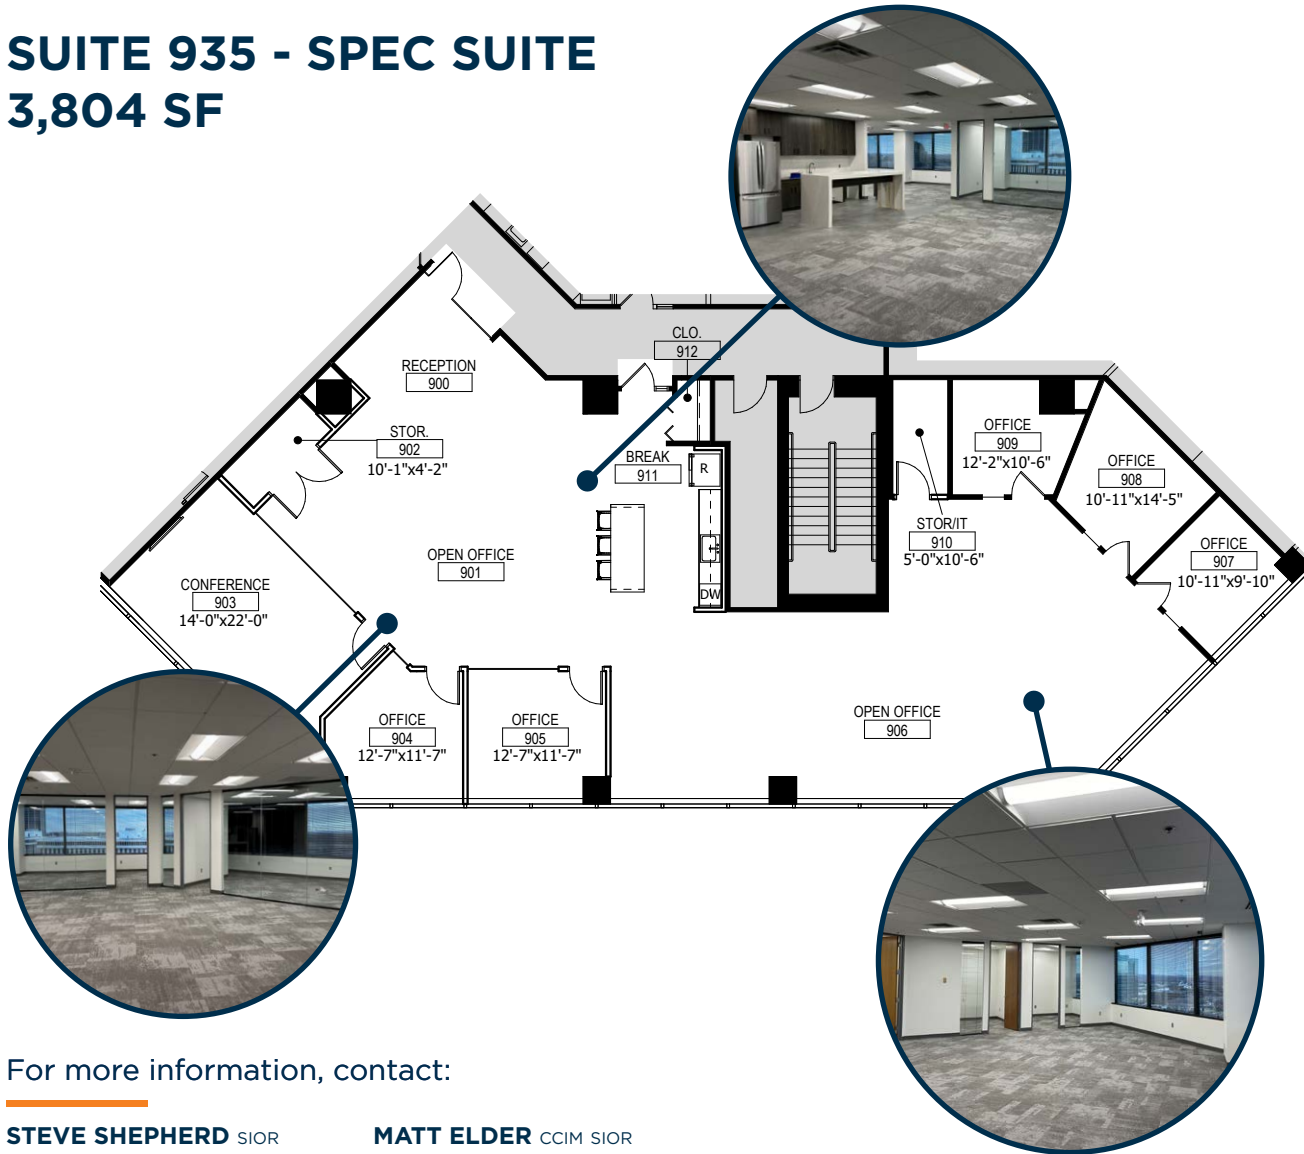 SUITE 935 - SPEC SUITE
3,804 SF
CLO.
912
RECEPTION
900
STOR.
902
10'-1"x4'-2"
BREAK
911
R
DW
OPEN OFFICE
901
CONFERENCE
903
14'-0"x22'-0"
OFFICE
904
12'-7"x11'-7"
OFFICE
905
12'-7"x11'-7"
OPEN OFFICE
906
STOR/IT
910
5'-0"x10'-6"
OFFICE
909
12'-2"x10'-6"
OFFICE
908
10'-11"x14'-5"
OFFICE
907
10'-11"x9'-10"
For more information, contact:
STEVE SHEPHERD SIOR
MATT ELDER CCIM SIOR